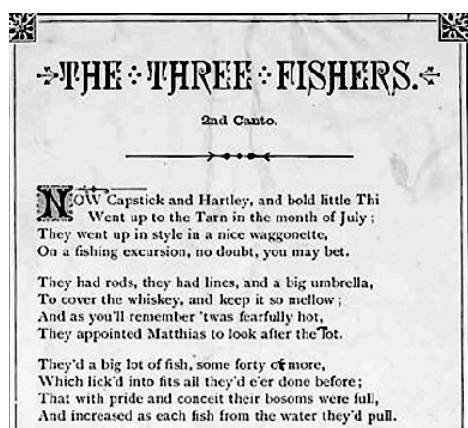 THE THREE FISHERS.
2nd Canto.
NOW Capstick and Hartley, and bold little Thi
Went up to the Tarn in the month of July ;
They went up in style in a nice waggonette,
On a fishing excursion, no doubt, you may bet.
They had rods, they had lines, and a big umbrella,
To cover the whiskey, and keep it so mellow ;
And as you'll remember 'twas fearfully hot,
They appointed Matthias to look after the lot.
They'd a big lot of fish, some forty or more,
Which lick'd into fits all they'd e'er done before ;
That with pride and conceit their bosoms were full,
And increased as each fish from the water they'd pull.